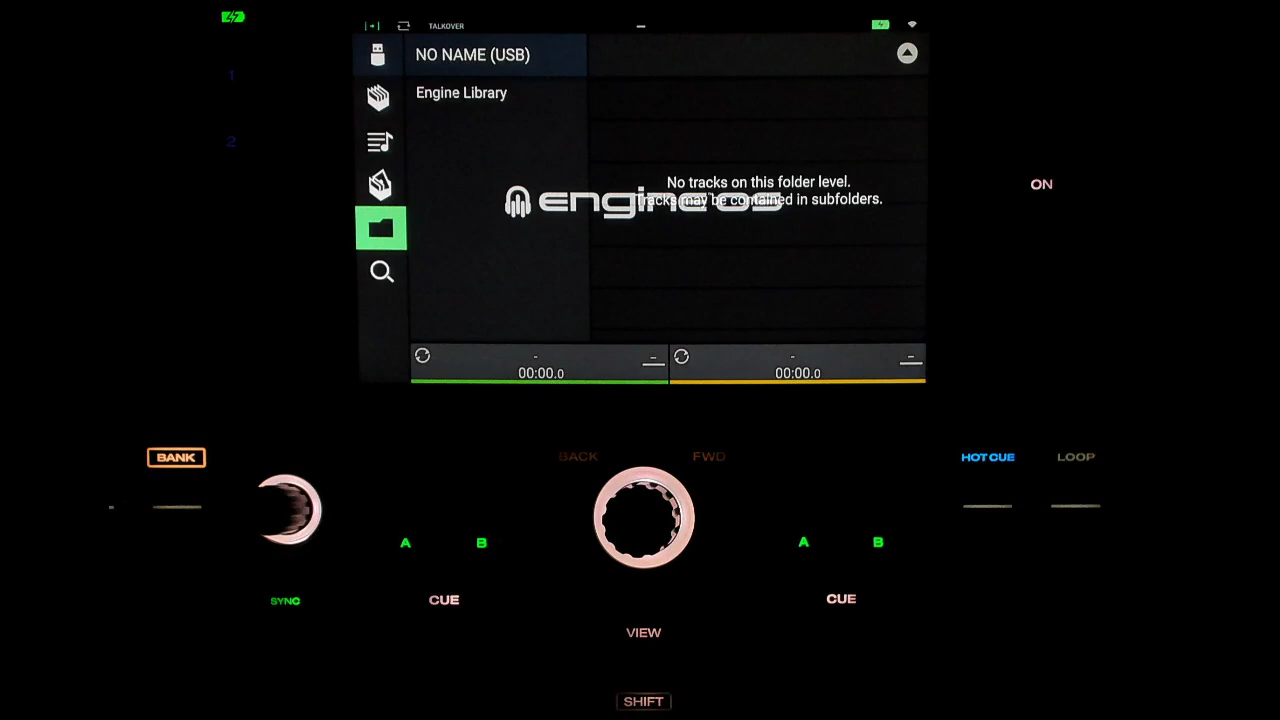 TALKOVER
NO NAME (USB)
Engine Library
No tracks on this folder level.
Tracks may be contained in subfolders.
engine os
1
2
ON
-
00:00.0
-
00:00.0
BANK
BACK
FWD
HOT CUE
LOOP
A
B
A
B
SYNC
CUE
CUE
VIEW
SHIFT